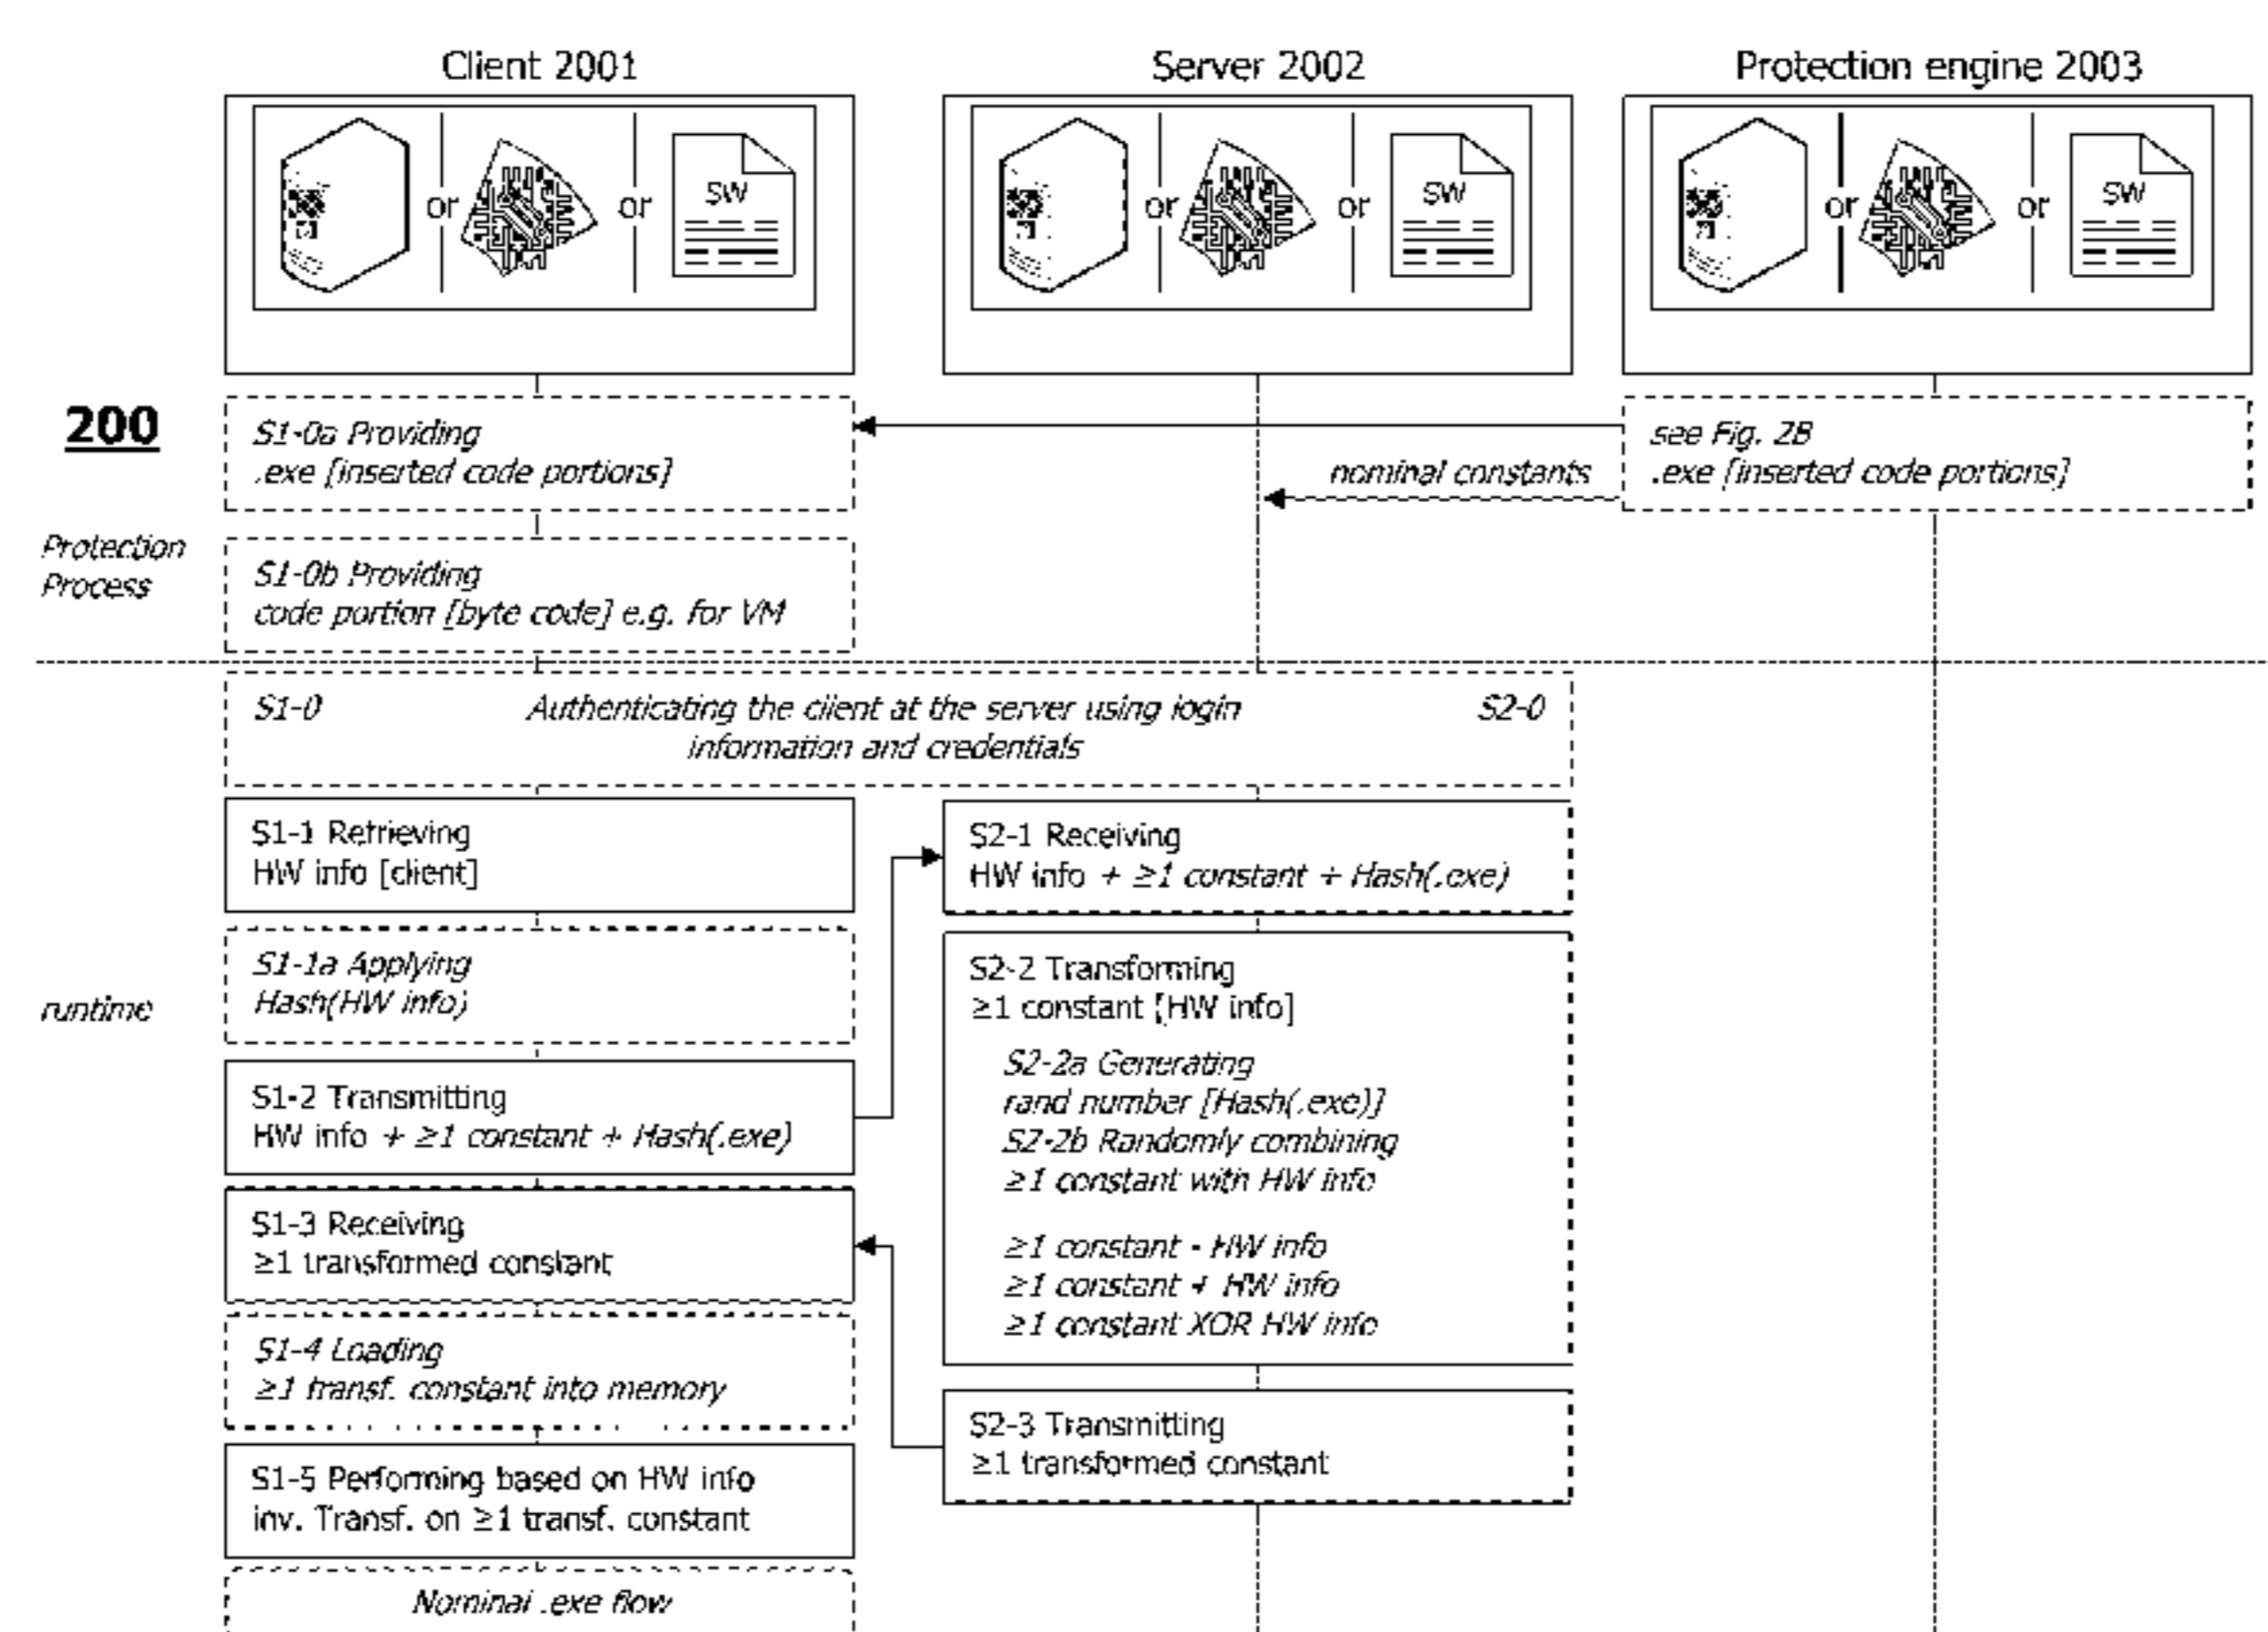 Client 2001
Server 2002
Protection engine 2003
or
or
SW
or
or
SW
or
or
SW
200
S1-0a Providing
.exe [inserted code portions]
see Fig. 2B
.exe [inserted code portions]
nominal constants
Protection
Process
S1-0b Providing
code portion [byte code] e.g. for VM
S1-0
Authenticating the client at the server using login
information and credentials
S2-0
S1-1 Retrieving
HW info [client]
S2-1 Receiving
HW info + ≥1 constant + Hash(.exe)
S1-1a Applying
Hash(HW info)
runtime
S2-2 Transforming
≥1 constant [HW info]
S2-2a Generating
rand number [Hash(.exe)]
S2-2b Randomly combining
≥1 constant with HW info
≥1 constant - HW info
≥1 constant + HW info
≥1 constant XOR HW info
S1-2 Transmitting
HW info + ≥1 constant + Hash(.exe)
S1-3 Receiving
≥1 transformed constant
S1-4 Loading
≥1 transf. constant into memory
S2-3 Transmitting
≥1 transformed constant
S1-5 Performing based on HW info
inv. Transf. on ≥1 transf. constant
Nominal .exe flow